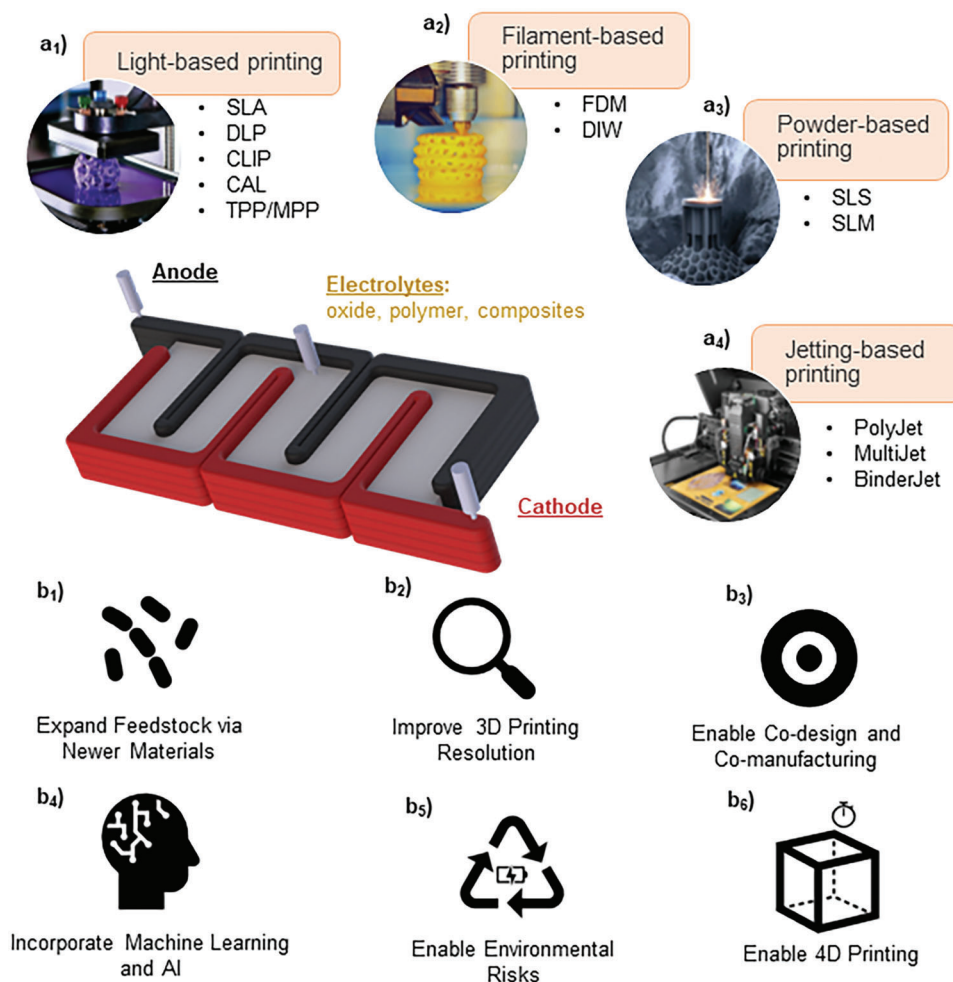 a₁)
Light-based printing
• SLA
• DLP
• CLIP
• CAL
• TPP/MPP
a₂)
Filament-based
printing
• FDM
• DIW
a₃)
Powder-based
printing
• SLS
• SLM
Anode
Electrolytes:
oxide, polymer, composites
Cathode
a₄)
Jetting-based
printing
• PolyJet
• MultiJet
• BinderJet
b₁)
Expand Feedstock via
Newer Materials
b₂)
Improve 3D Printing
Resolution
b₃)
Enable Co-design and
Co-manufacturing
b₄)
Incorporate Machine Learning
and AI
b₅)
Enable Environmental
Risks
b₆)
Enable 4D Printing